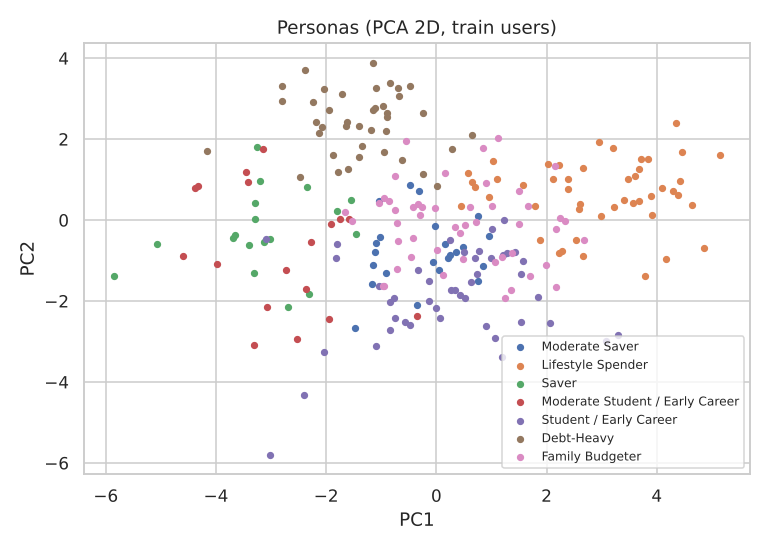 Personas (PCA 2D, train users)
4
2
0
−2
−4
−6
PC2
Moderate Saver
Lifestyle Spender
Saver
Moderate Student / Early Career
Student / Early Career
Debt-Heavy
Family Budgeter
−6 −4 −2 0 2 4
PC1